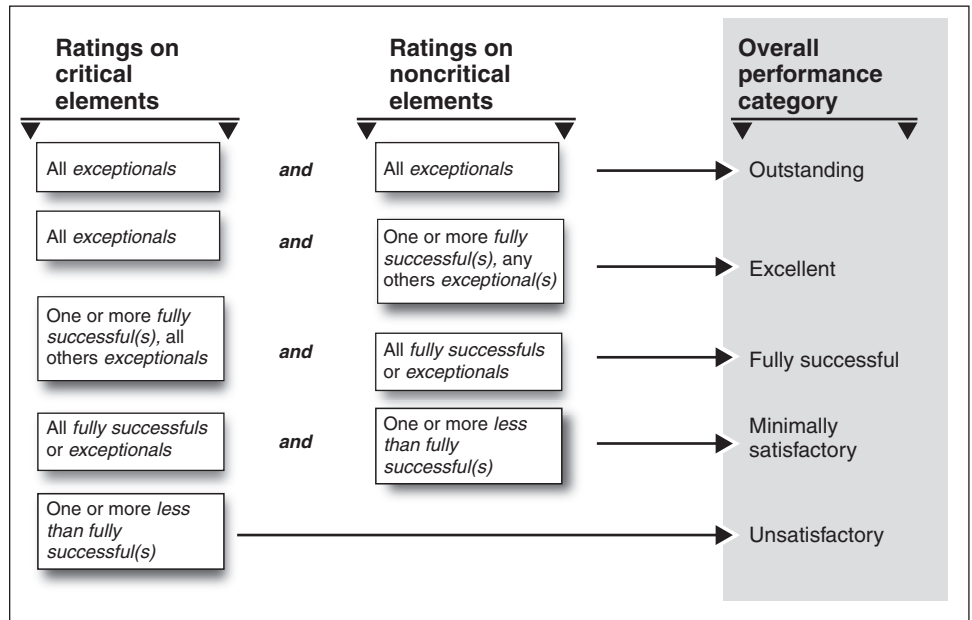 Ratings on
critical
elements
Ratings on
noncritical
elements
Overall
performance
category
All exceptionals
and
All exceptionals
Outstanding
All exceptionals
and
One or more fully
successful(s), any
others exceptional(s)
Excellent
One or more fully
successful(s), all
others exceptionals
and
All fully successfuls
or exceptionals
Fully successful
All fully successfuls
or exceptionals
and
One or more less
than fully
successful(s)
Minimally
satisfactory
One or more less
than fully
successful(s)
Unsatisfactory